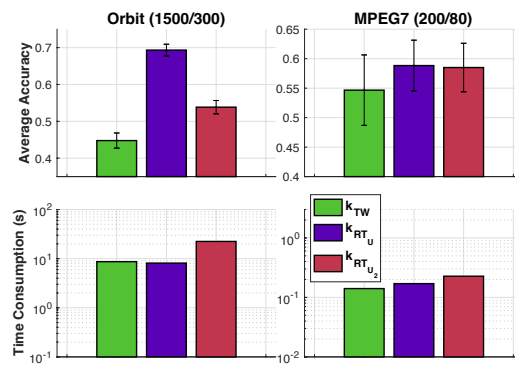 Orbit (1500/300)
MPEG7 (200/80)
Average Accuracy
0.7
0.6
0.5
0.4
0.65
0.6
0.55
0.5
0.45
0.4
Time Consumption (s)
10²
10¹
10⁰
10⁻¹
10⁰
10⁻¹
10⁻²
k_TW
k_RT_U
k_RT_U₂